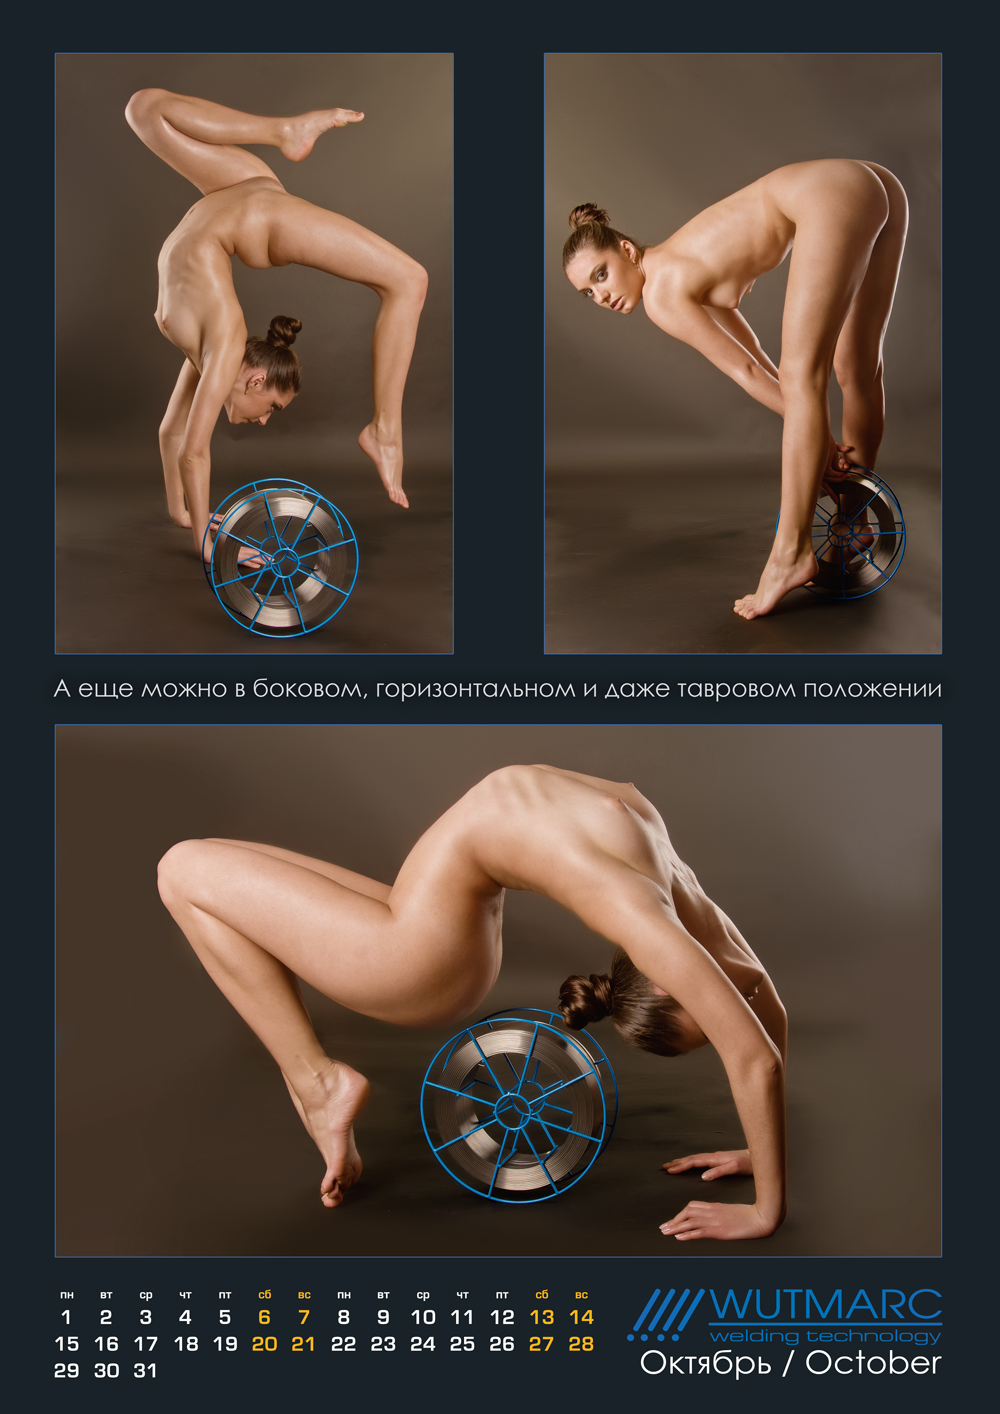 А еще можно в боковом, горизонтальном и даже тавровом положении
пн вт ср чт пт сб вс пн вт ср чт пт сб вс
1 2 3 4 5 6 7 8 9 10 11 12 13 14
15 16 17 18 19 20 21 22 23 24 25 26 27 28
29 30 31
WUTMARC
welding technology
Октябрь / October